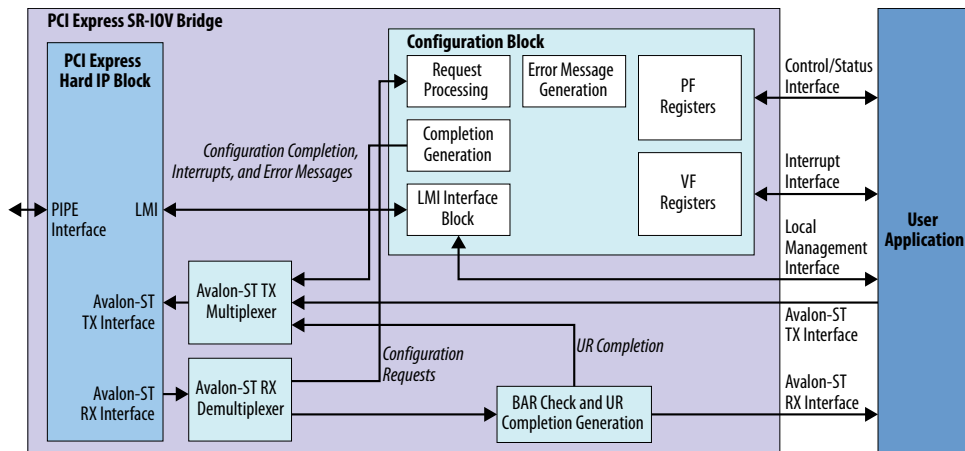 PCI Express SR-IOV Bridge
PCI Express
Hard IP Block
PIPE
Interface
LMI
Avalon-ST
TX Interface
Avalon-ST
RX Interface
Configuration Block
Request
Processing
Error Message
Generation
PF
Registers
Completion
Generation
VF
Registers
LMI Interface
Block
Configuration Completion,
Interrupts, and Error Messages
Avalon-ST TX
Multiplexer
Avalon-ST RX
Demultiplexer
Configuration
Requests
UR Completion
BAR Check and UR
Completion Generation
Control/Status
Interface
Interrupt
Interface
Local
Management
Interface
Avalon-ST
TX Interface
Avalon-ST
RX Interface
User
Application